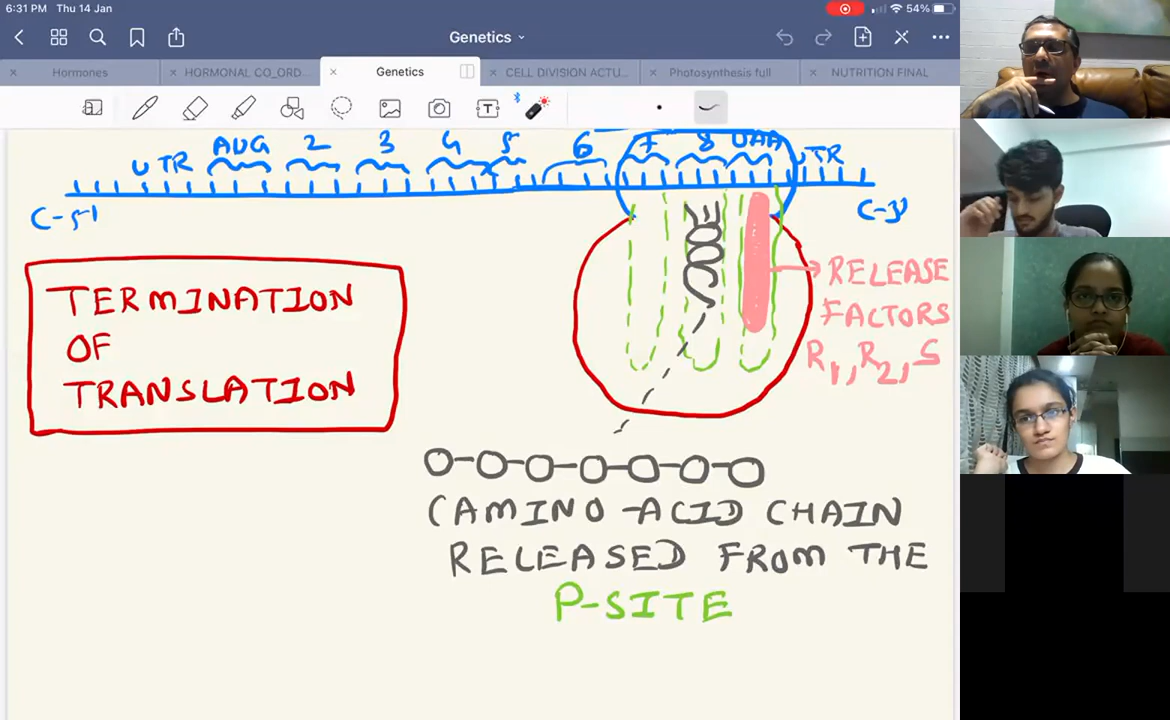 6:31 PM Thu 14 Jan
54%
Genetics
Hormones
HORMONAL CO_ORD...
Genetics
CELL DIVISION ACTU...
Photosynthesis full
NUTRITION FINAL
UTR AUG 2 3 4 5 6 7 8 UAA UTR
C-5' C-3'
TERMINATION
OF
TRANSLATION
RELEASE
FACTORS
R1, R2, S
(AMINO-ACID CHAIN
RELEASED FROM THE
P-SITE